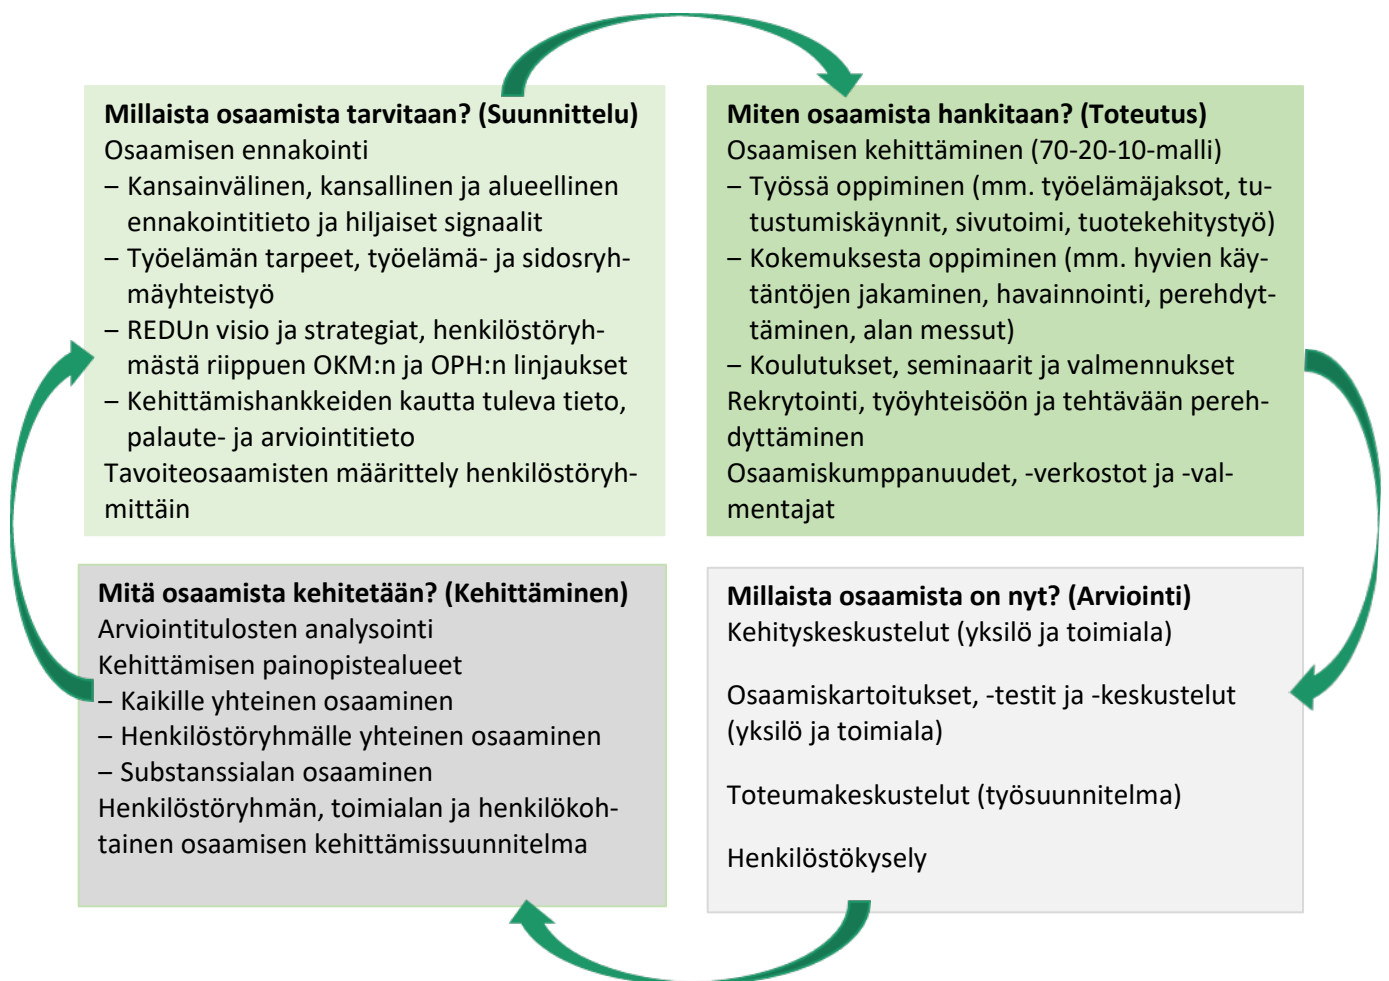 Millaista osaamista tarvitaan? (Suunnittelu)
Osaamisen ennakointi
– Kansainvälinen, kansallinen ja alueellinen
ennakointitieto ja hiljaiset signaalit
– Työelämän tarpeet, työelämä- ja sidosryh-
mäyhteistyö
– REDUn visio ja strategiat, henkilöstöryh-
mästä riippuen OKM:n ja OPH:n linjaukset
– Kehittämishankkeiden kautta tuleva tieto,
palaute- ja arviointitieto
Tavoiteosaamisten määrittely henkilöstöryh-
mittäin
Miten osaamista hankitaan? (Toteutus)
Osaamisen kehittäminen (70-20-10-malli)
– Työssä oppiminen (mm. työelämäjaksot, tu-
tustumiskäynnit, sivutoimi, tuotekehitystyö)
– Kokemuksesta oppiminen (mm. hyvien käy-
täntöjen jakaminen, havainnointi, perehdyt-
täminen, alan messut)
– Koulutukset, seminaarit ja valmennukset
Rekrytointi, työyhteisöön ja tehtävään pereh-
dyttäminen
Osaamiskumppanuudet, -verkostot ja -val-
mentajat
Mitä osaamista kehitetään? (Kehittäminen)
Arviointitulosten analysointi
Kehittämisen painopistealueet
– Kaikille yhteinen osaaminen
– Henkilöstöryhmälle yhteinen osaaminen
– Substanssialan osaaminen
Henkilöstöryhmän, toimialan ja henkilökoh-
tainen osaamisen kehittämissuunnitelma
Millaista osaamista on nyt? (Arviointi)
Kehityskeskustelut (yksilö ja toimiala)
Osaamiskartoitukset, -testit ja -keskustelut
(yksilö ja toimiala)
Toteumakeskustelut (työsuunnitelma)
Henkilöstökysely